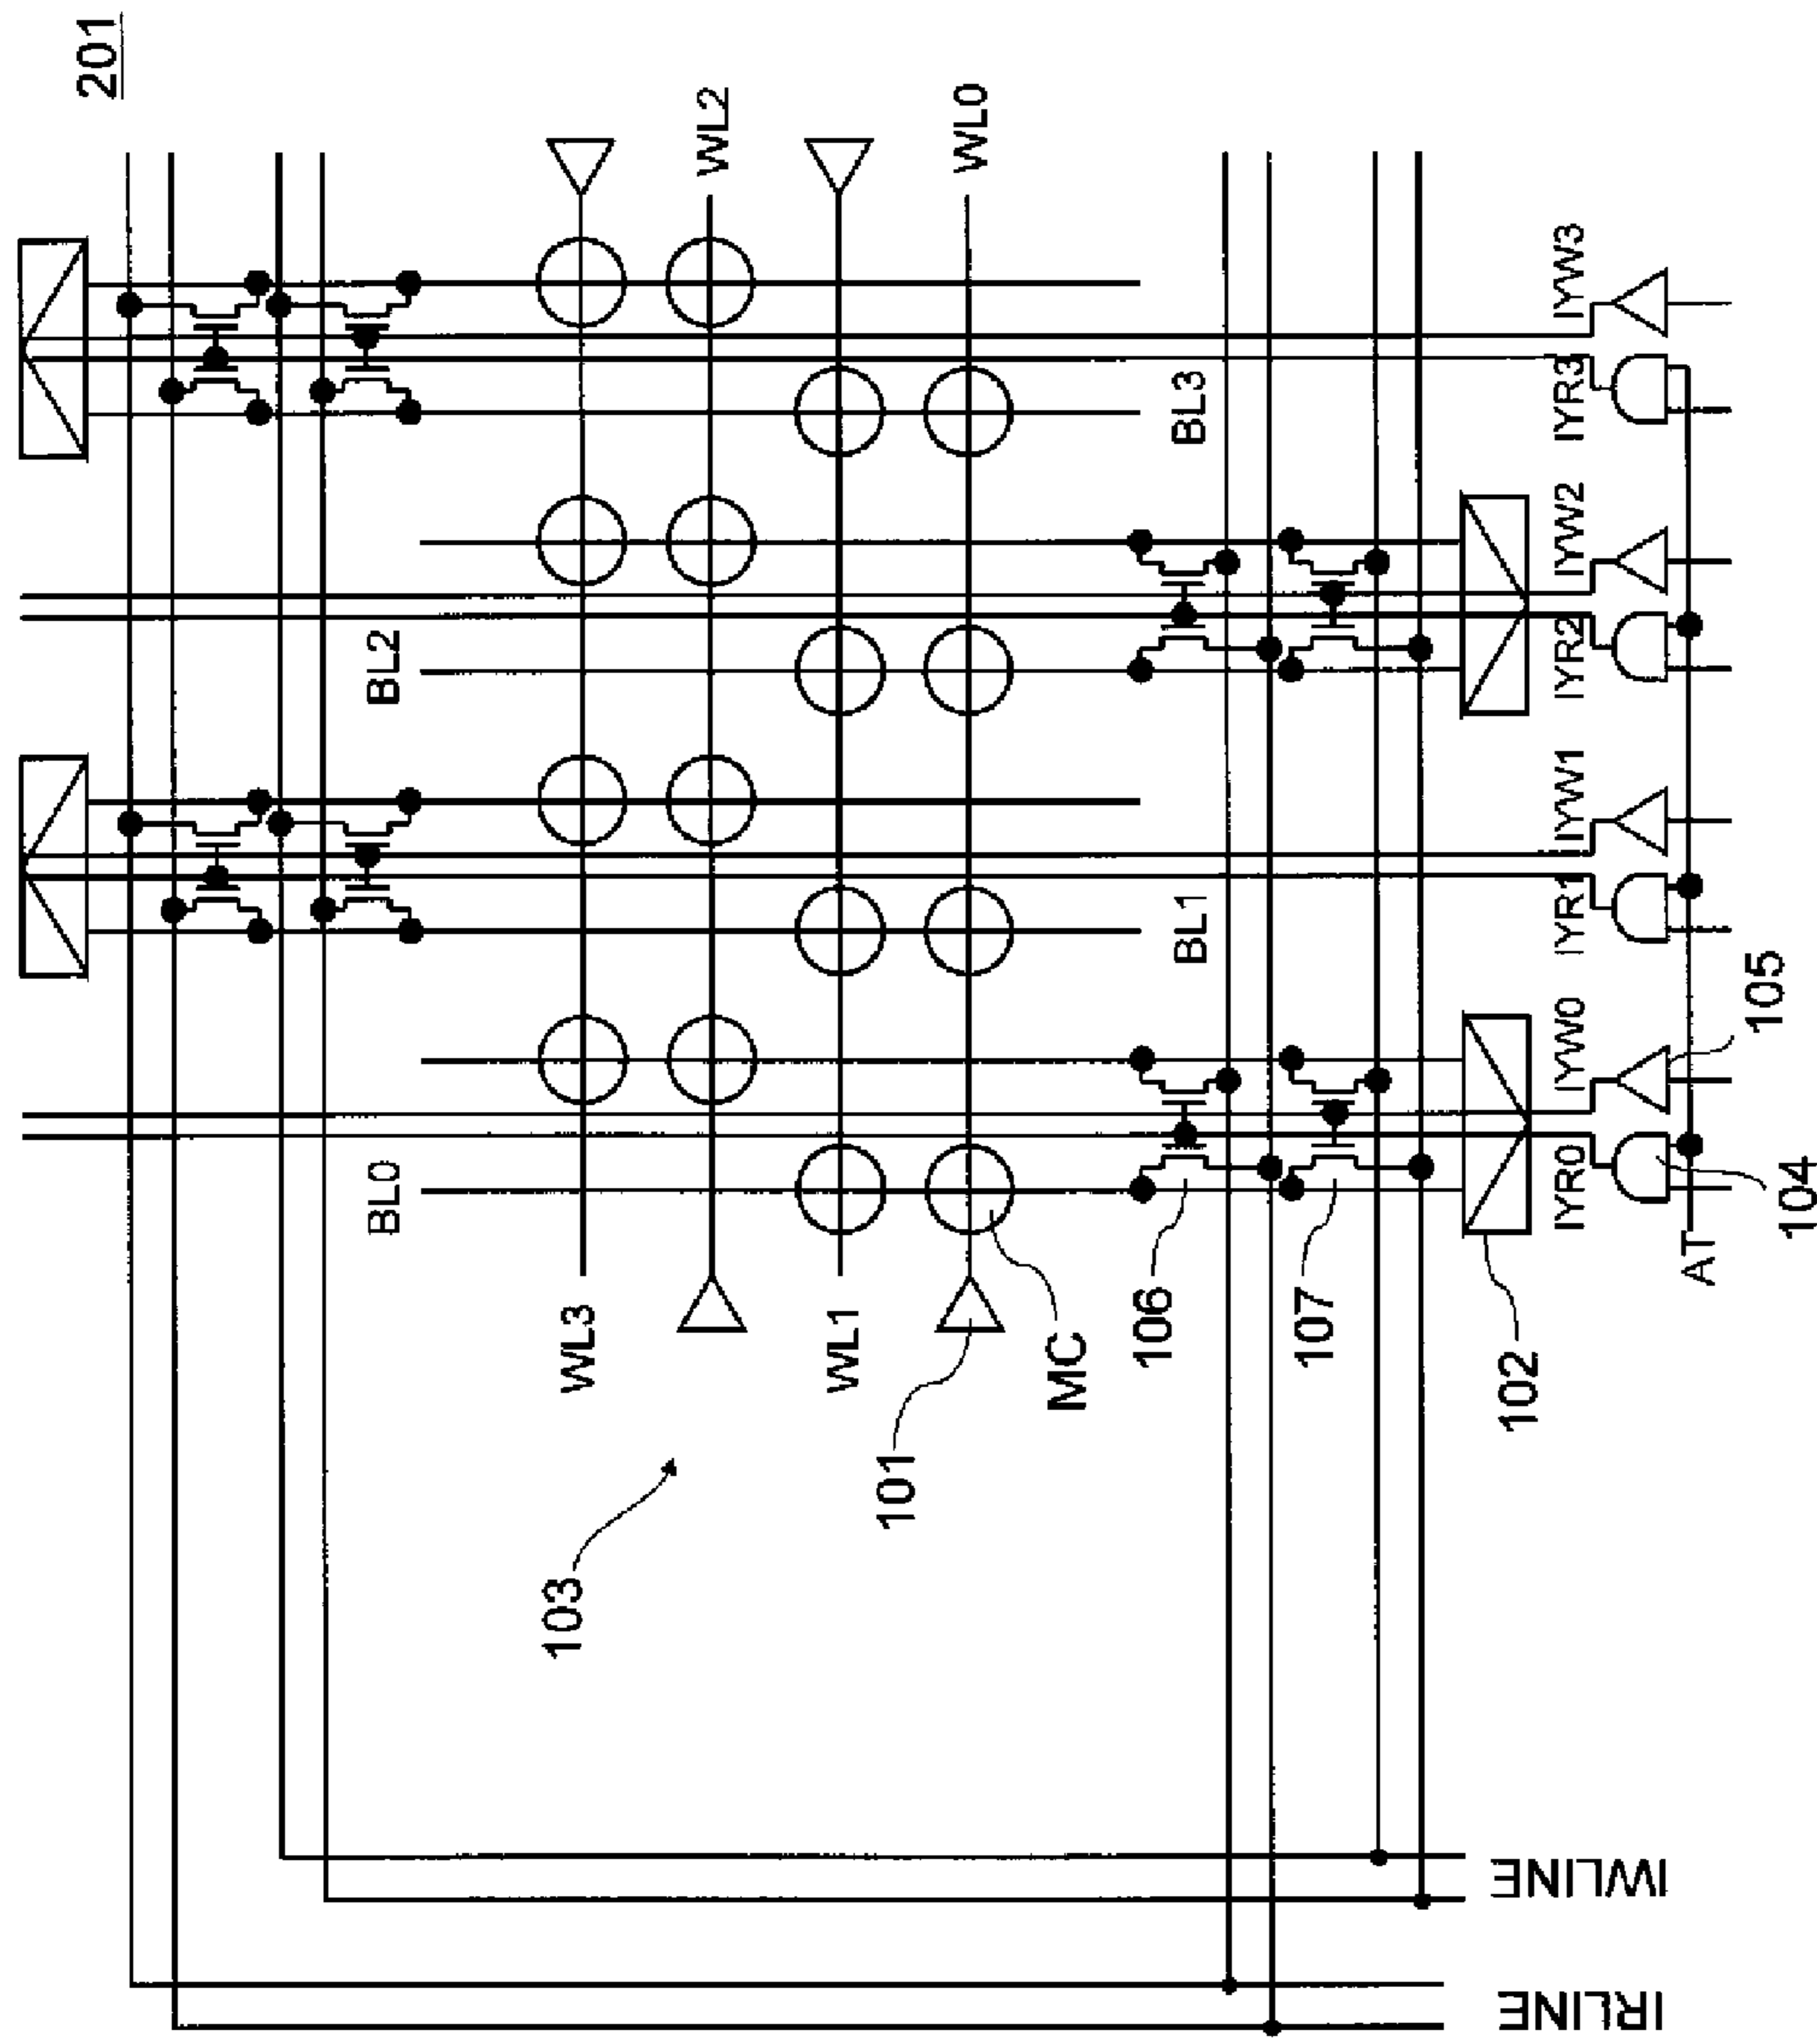 201
WL2
WL0
BL2
BL0
BL3
BL1
WL3
WL1
101
MC
103
106
107
102
IYR0
IYW0
IYR1
IYW1
IYR2
IYW2
IYR3
IYW3
AT
104
105
IWLINE
IRLINE